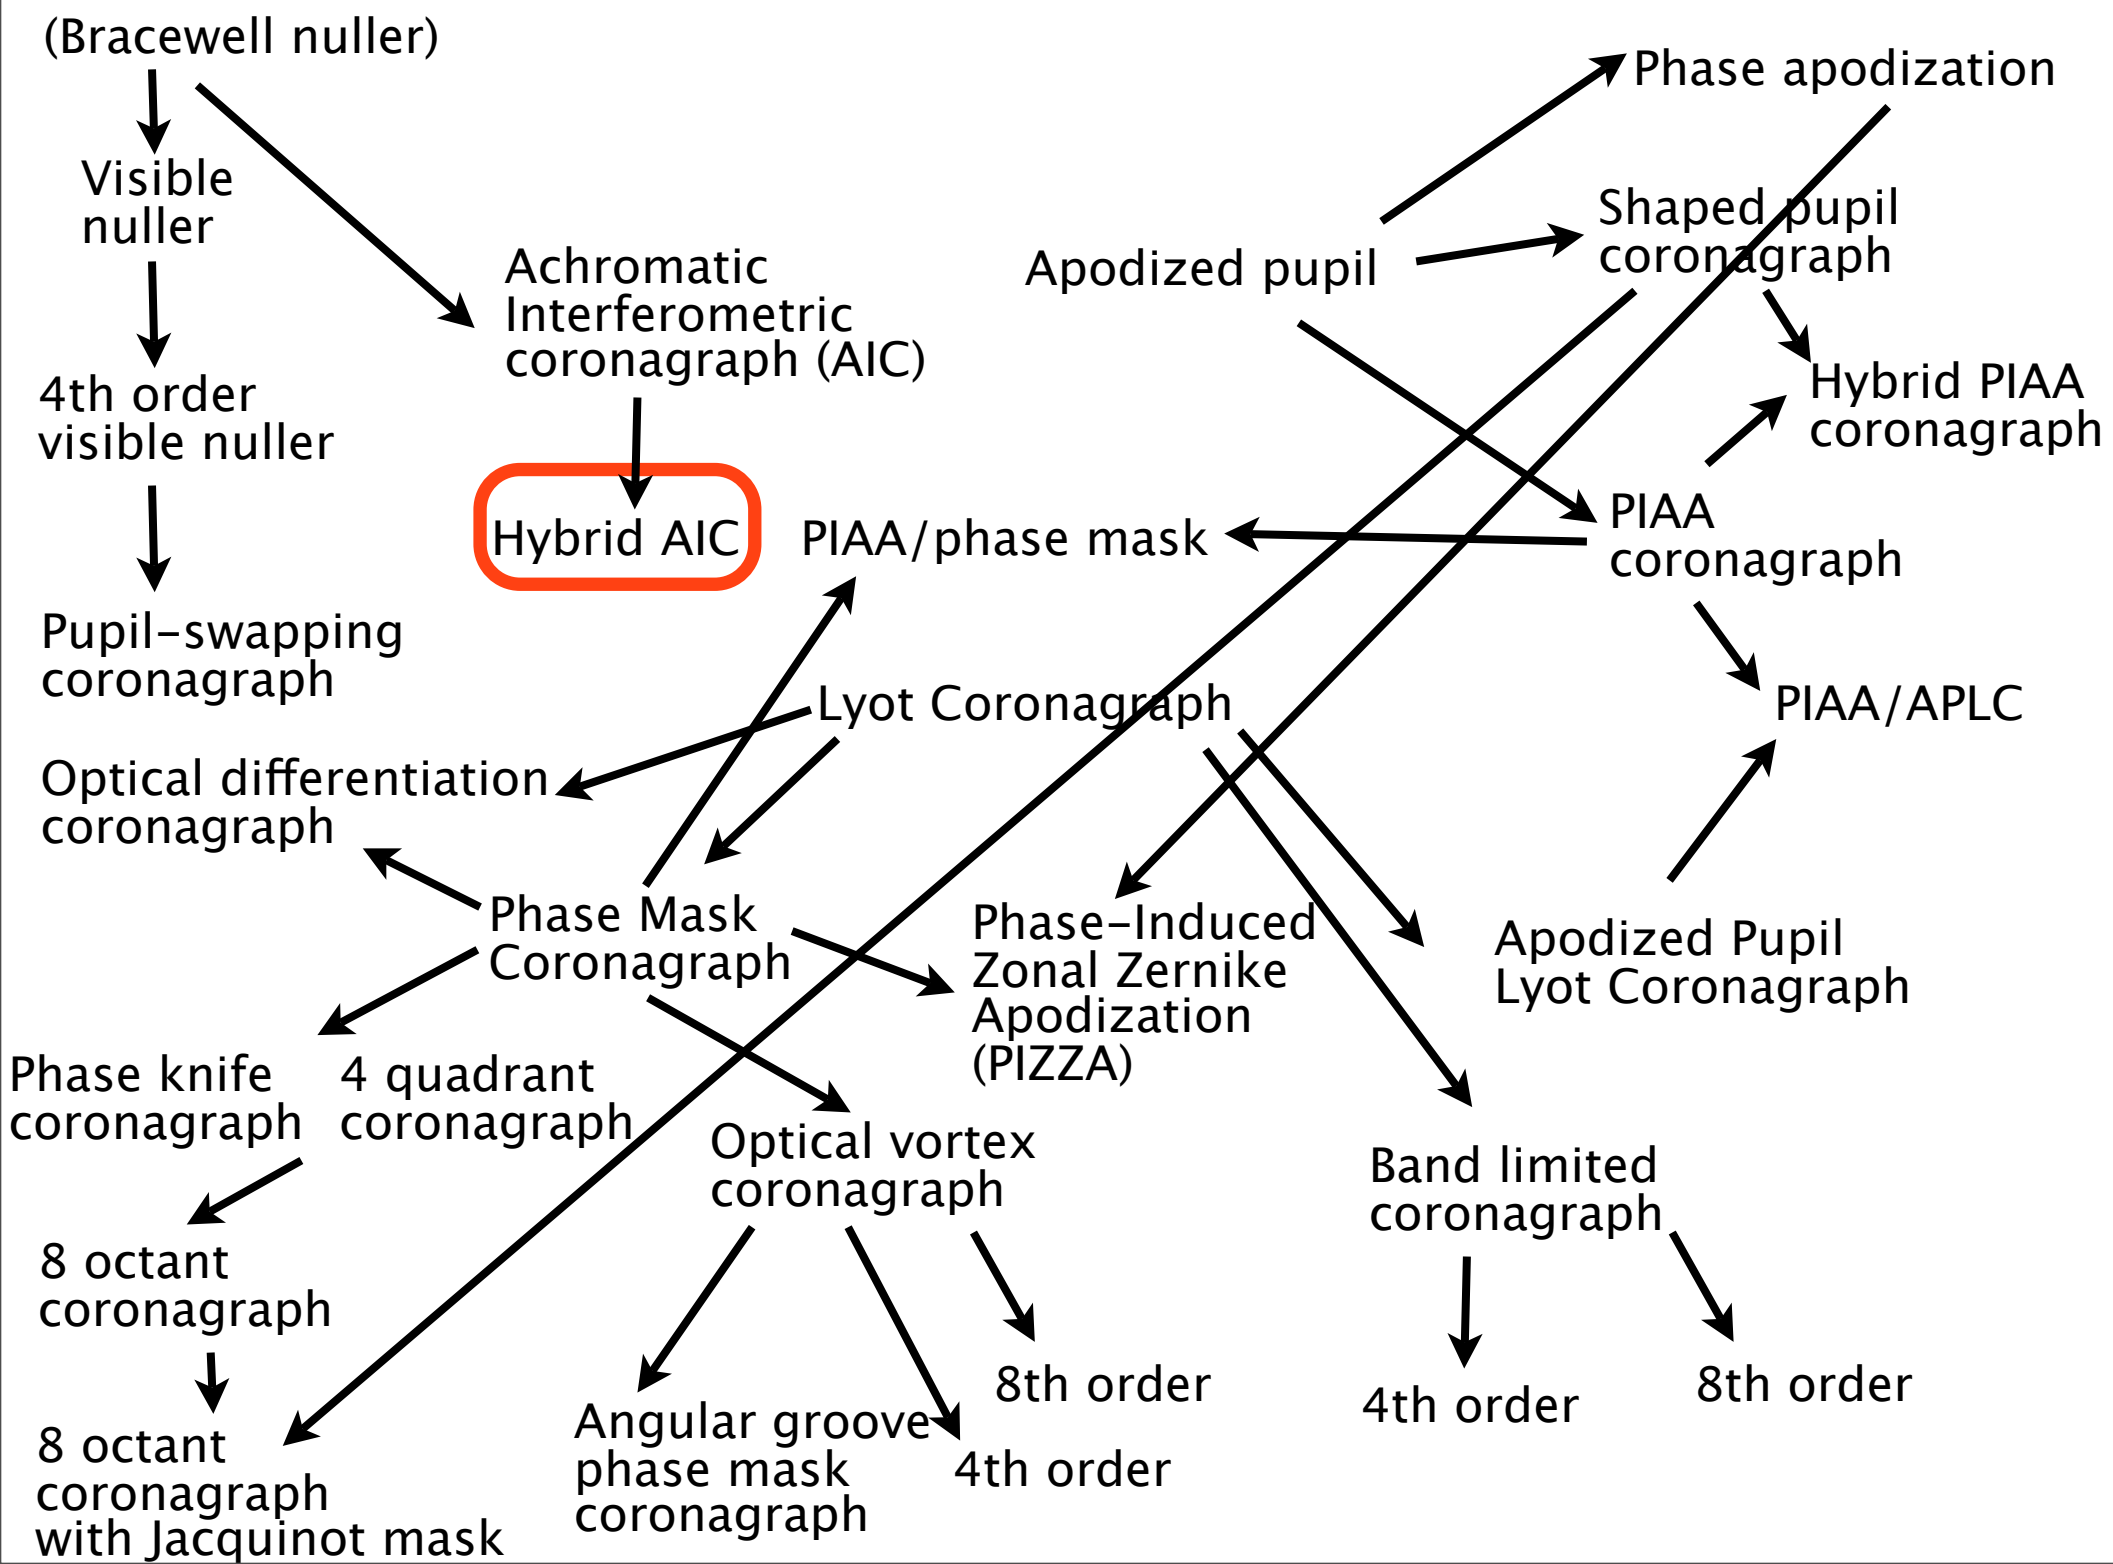 (Bracewell nuller)
Phase apodization
Visible
nuller
Shaped pupil
coronagraph
Apodized pupil
Achromatic
Interferometric
coronagraph (AIC)
4th order
visible nuller
Hybrid PIAA
coronagraph
Hybrid AIC
PIAA/phase mask
PIAA
coronagraph
Pupil-swapping
coronagraph
Lyot Coronagraph
PIAA/APLC
Optical differentiation
coronagraph
Phase Mask
Coronagraph
Phase-Induced
Zonal Zernike
Apodization
(PIZZA)
Apodized Pupil
Lyot Coronagraph
Phase knife
coronagraph
4 quadrant
coronagraph
Optical vortex
coronagraph
Band limited
coronagraph
8 octant
coronagraph
8th order
4th order
8th order
Angular groove
phase mask
coronagraph
4th order
8 octant
coronagraph
with Jacquinot mask